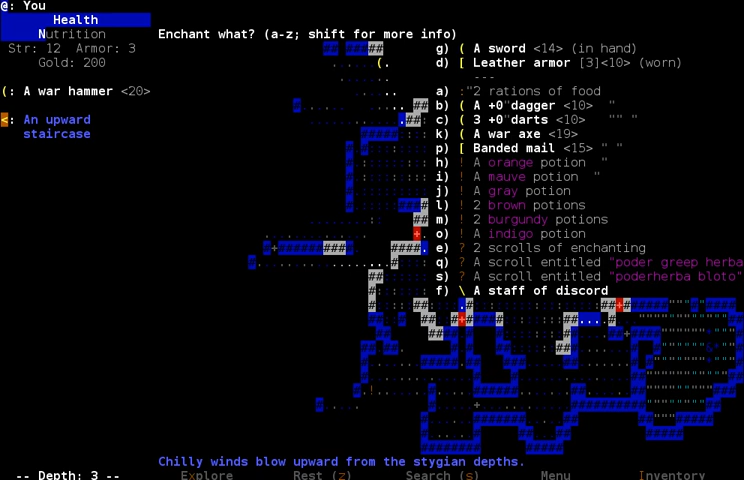 @: You
Health
Nutrition
Str: 12 Armor: 3
Gold: 200
(: A war hammer <20>
<: An upward
staircase
Enchant what? (a-z; shift for more info)
g) ( A sword <14> (in hand)
d) [ Leather armor [3]<10> (worn)
---
a) : 2 rations of food
b) ( A +0 dagger <10>
c) ( 3 +0 darts <10>
k) ( A war axe <19>
p) [ Banded mail <15>
h) ! A orange potion
i) ! A mauve potion
j) ! A gray potion
l) ! 2 brown potions
m) ! 2 burgundy potions
o) ! A indigo potion
e) ? 2 scrolls of enchanting
q) ? A scroll entitled "poder greep herba
s) ? A scroll entitled "poderherba bloto"
f) \ A staff of discord
Chilly winds blow upward from the stygian depths.
-- Depth: 3 -- Explore Rest (z) Search (s) Menu Inventory